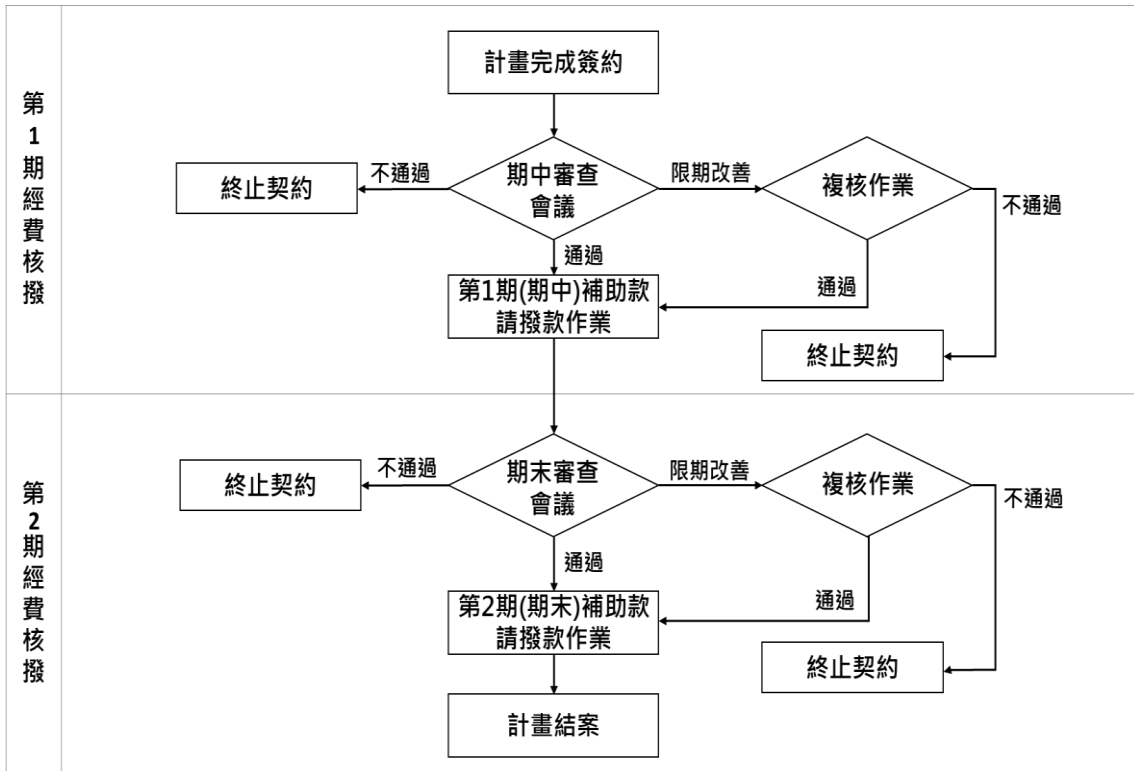 第1期經費核撥
計畫完成簽約
期中審查
會議
不通過
終止契約
限期改善
複核作業
不通過
通過
通過
第1期(期中)補助款
請撥款作業
終止契約
第2期經費核撥
期末審查
會議
不通過
終止契約
限期改善
複核作業
不通過
通過
通過
第2期(期末)補助款
請撥款作業
終止契約
計畫結案